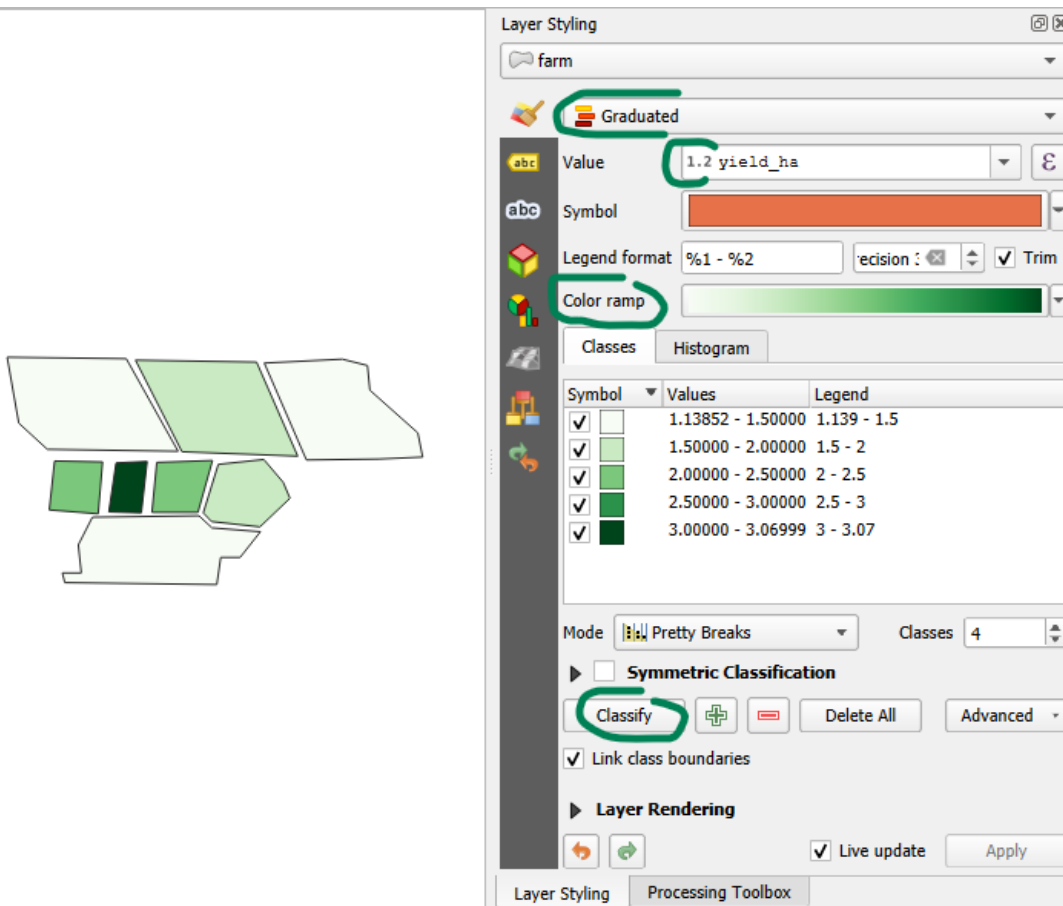 Layer Styling
farm
Graduated
abc
Value 1.2 yield_ha ε
abc
Symbol
Legend format %1 - %2 recision 3 Trim
Color ramp
Classes Histogram
Symbol Values Legend
1.13852 - 1.50000 1.139 - 1.5
1.50000 - 2.00000 1.5 - 2
2.00000 - 2.50000 2 - 2.5
2.50000 - 3.00000 2.5 - 3
3.00000 - 3.06999 3 - 3.07
Mode Pretty Breaks Classes 4
Symmetric Classification
Classify Delete All Advanced
Link class boundaries
Layer Rendering
Live update Apply
Layer Styling Processing Toolbox